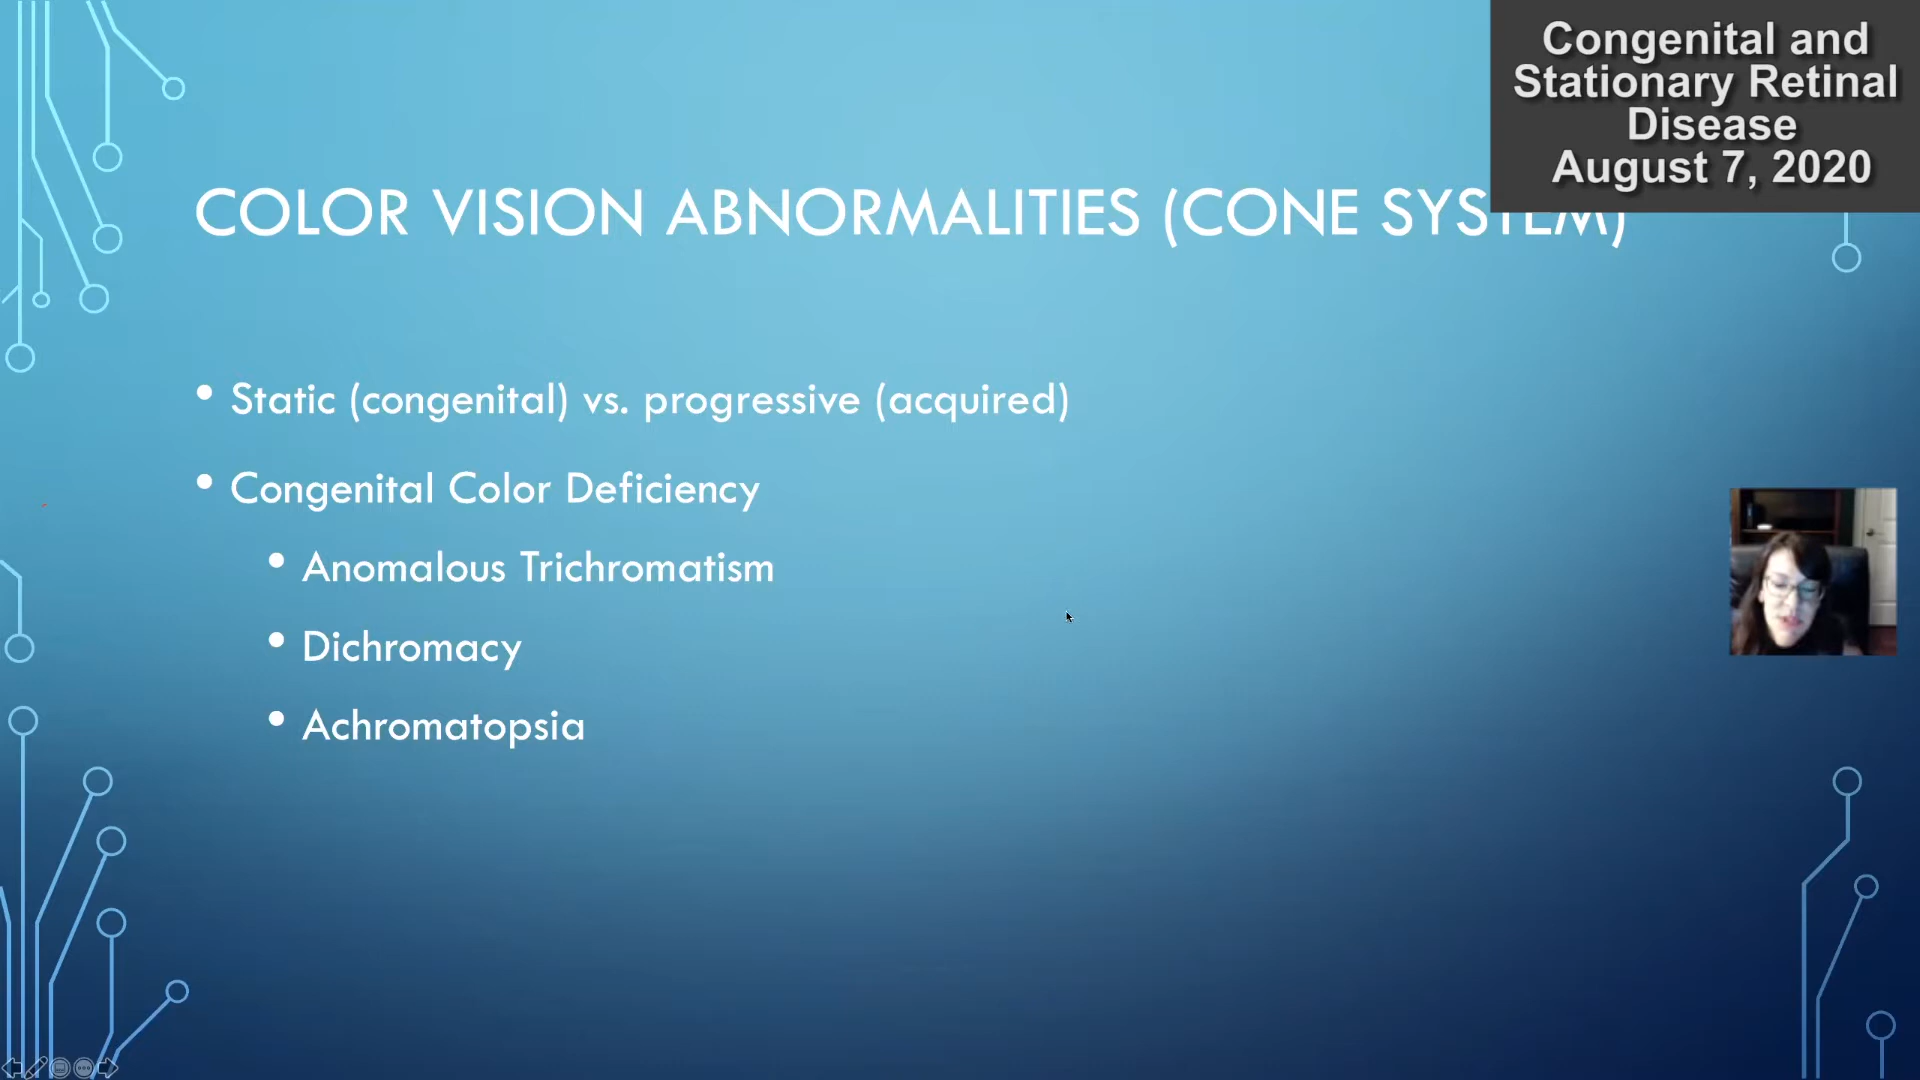 Congenital and
Stationary Retinal
Disease
August 7, 2020
COLOR VISION ABNORMALITIES (CONE SYSTEM)
• Static (congenital) vs. progressive (acquired)
• Congenital Color Deficiency
• Anomalous Trichromatism
• Dichromacy
• Achromatopsia